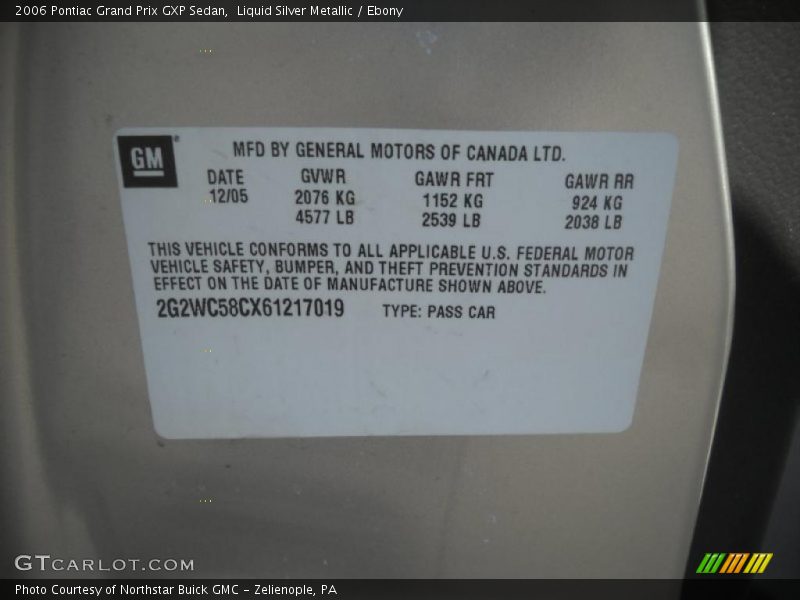 2006 Pontiac Grand Prix GXP Sedan,  Liquid Silver Metallic / Ebony
GM
MFD BY GENERAL MOTORS OF CANADA LTD.
DATE GVWR GAWR FRT GAWR RR
12/05 2076 KG 1152 KG 924 KG
4577 LB 2539 LB 2038 LB
THIS VEHICLE CONFORMS TO ALL APPLICABLE U.S. FEDERAL MOTOR
VEHICLE SAFETY, BUMPER, AND THEFT PREVENTION STANDARDS IN
EFFECT ON THE DATE OF MANUFACTURE SHOWN ABOVE.
2G2WC58CX61217019 TYPE: PASS CAR
GTCARLOT.COM
Photo Courtesy of Northstar Buick GMC - Zelienople, PA